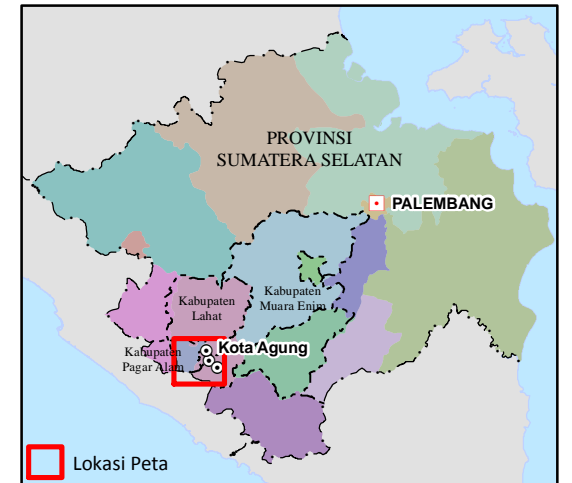 PROVINSI
SUMATERA SELATAN
PALEMBANG
Kabupaten
Lahat
Kabupaten
Muara Enim
Kota Agung
Kabupaten
Pagar Alam
Lokasi Peta